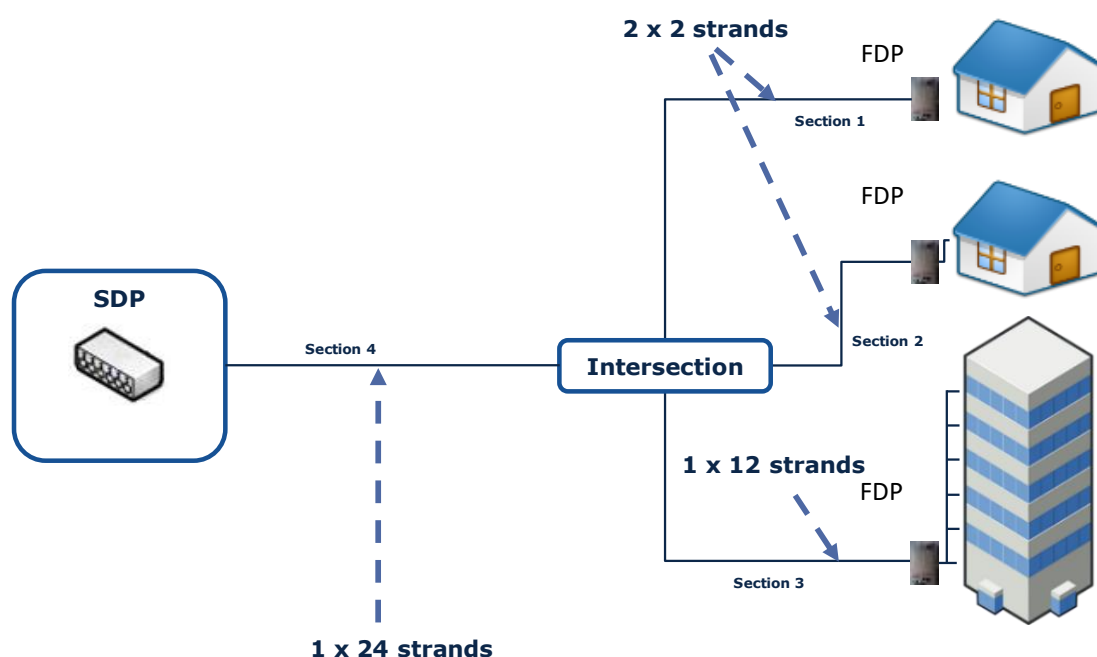 2 x 2 strands
FDP
Section 1
FDP
SDP
Section 4
Section 2
Intersection
1 x 12 strands
FDP
Section 3
1 x 24 strands